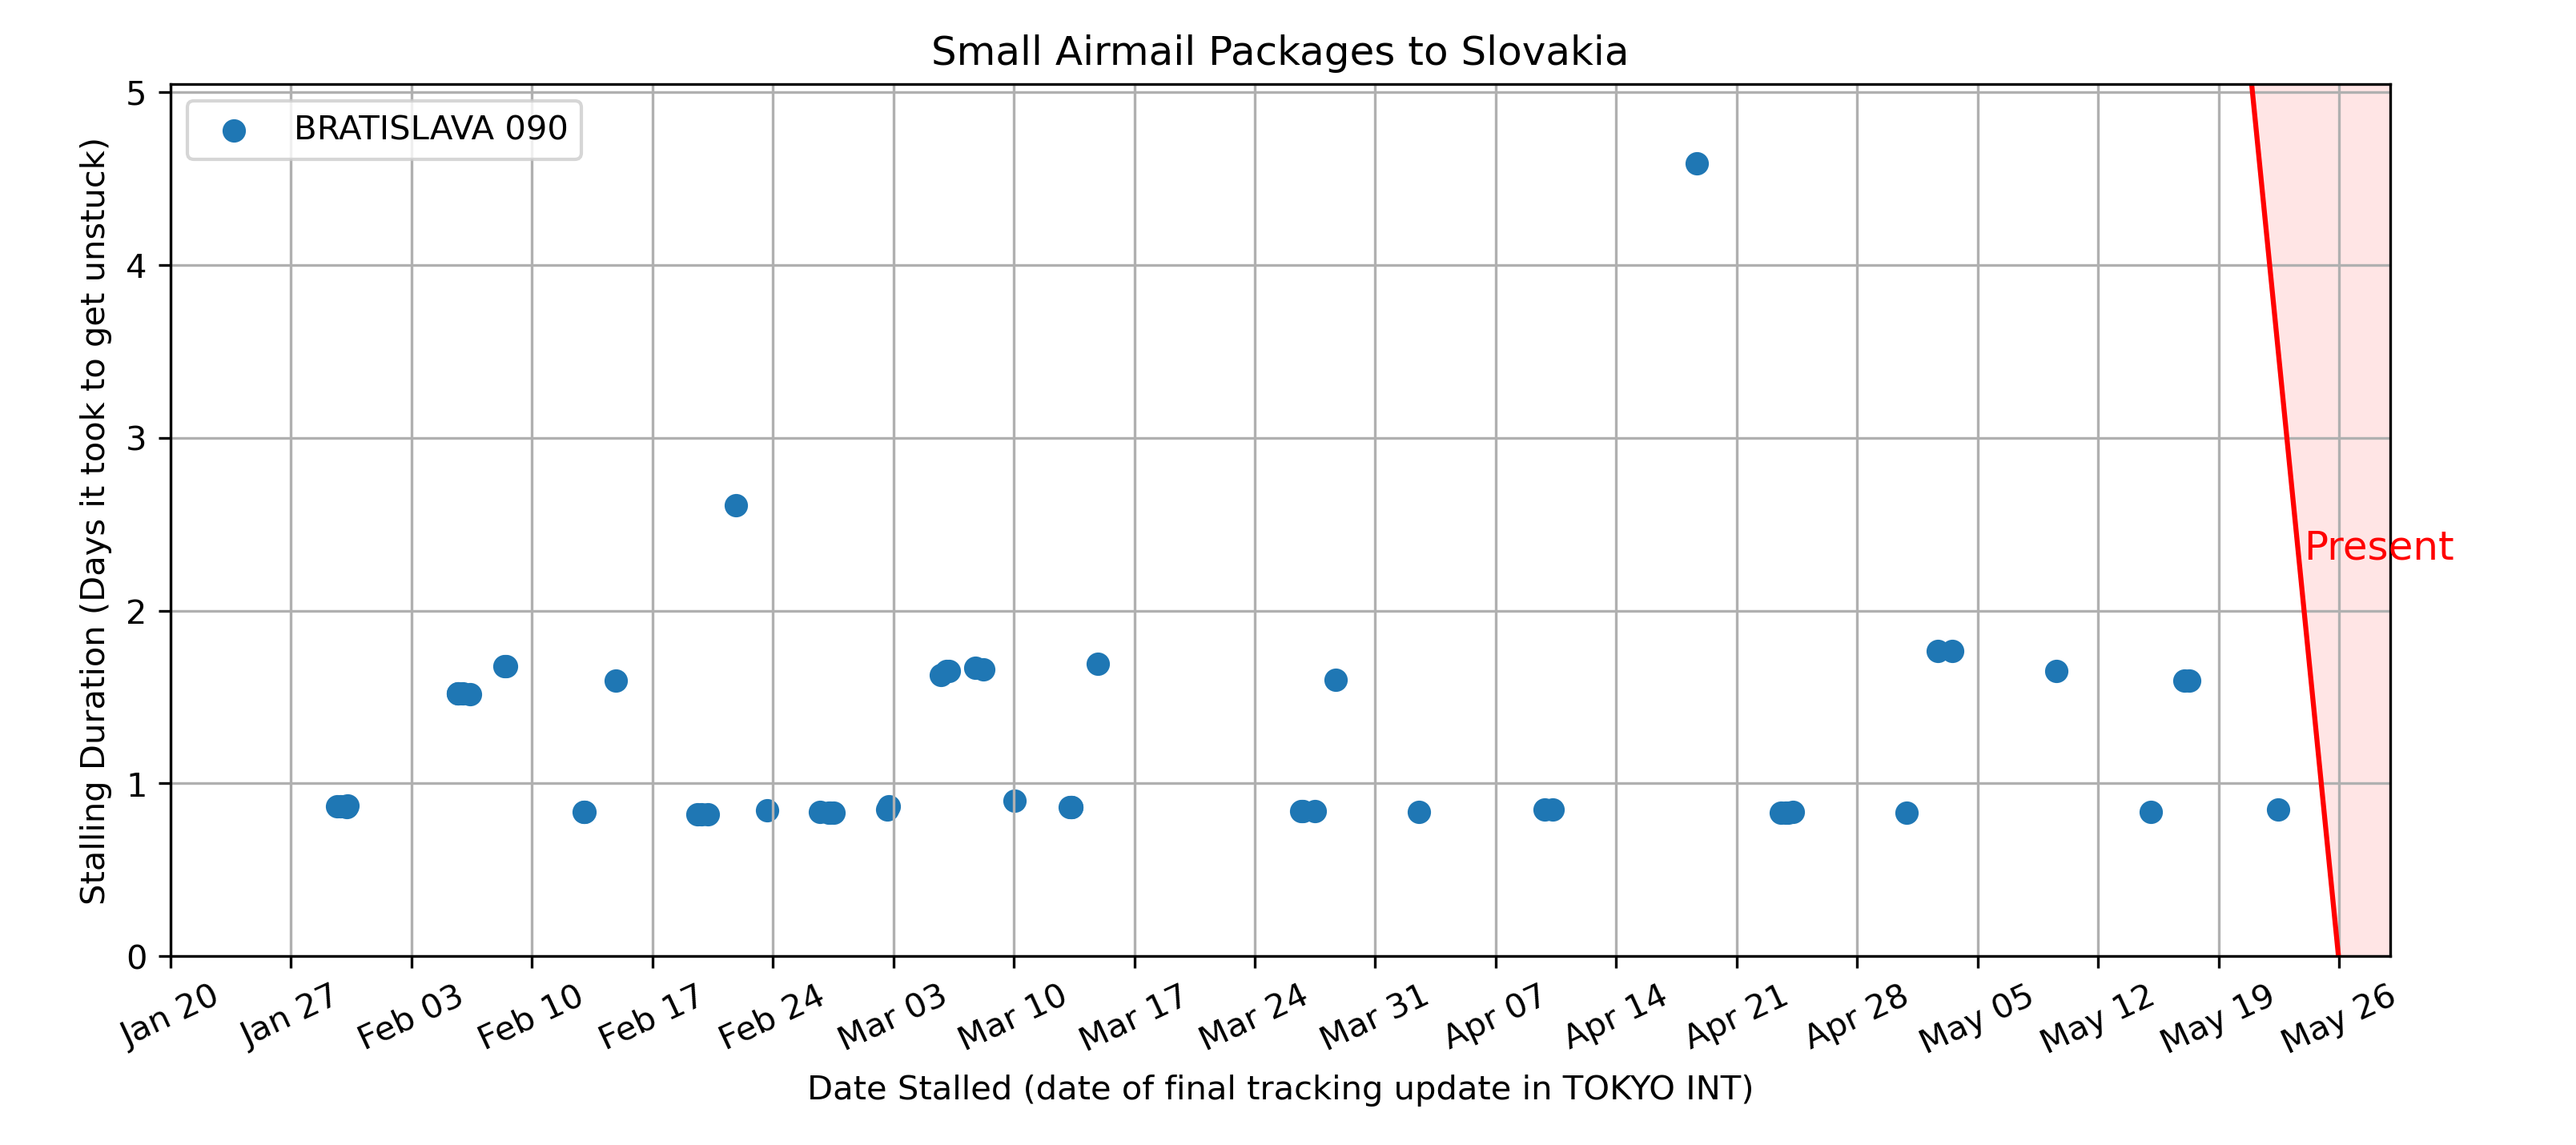 Small Airmail Packages to Slovakia
BRATISLAVA 090
Stalling Duration (Days it took to get unstuck)
5
4
3
2
1
0
Present
Jan 20
Jan 27
Feb 03
Feb 10
Feb 17
Feb 24
Mar 03
Mar 10
Mar 17
Mar 24
Mar 31
Apr 07
Apr 14
Apr 21
Apr 28
May 05
May 12
May 19
May 26
Date Stalled (date of final tracking update in TOKYO INT)